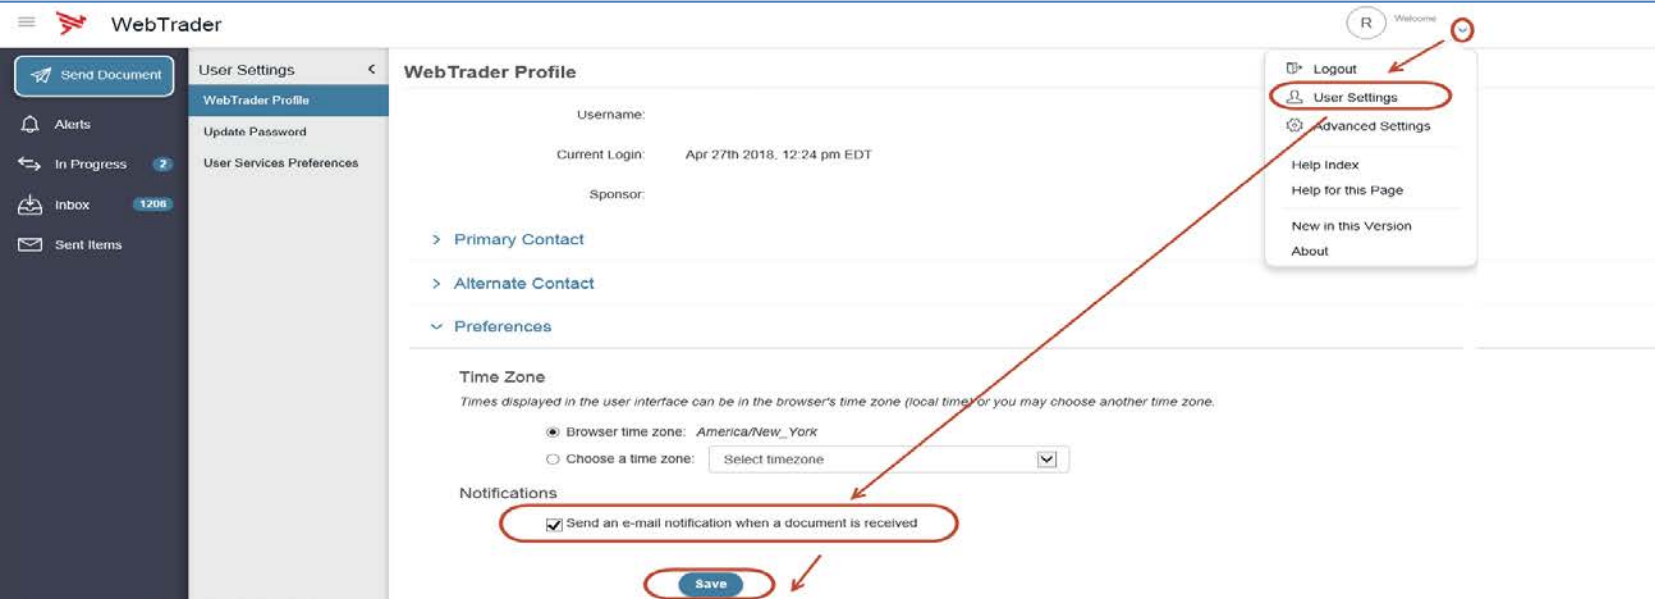 WebTrader
R
Welcome
Send Document
Alerts
In Progress 2
Inbox 1206
Sent Items
User Settings
WebTrader Profile
Update Password
User Services Preferences
WebTrader Profile
Username:
Current Login: Apr 27th 2018, 12:24 pm EDT
Sponsor:
Primary Contact
Alternate Contact
Preferences
Time Zone
Times displayed in the user interface can be in the browser's time zone (local time) or you may choose another time zone.
Browser time zone: America/New_York
Choose a time zone: Select timezone
Notifications
Send an e-mail notification when a document is received
Save
Logout
User Settings
Advanced Settings
Help Index
Help for this Page
New in this Version
About